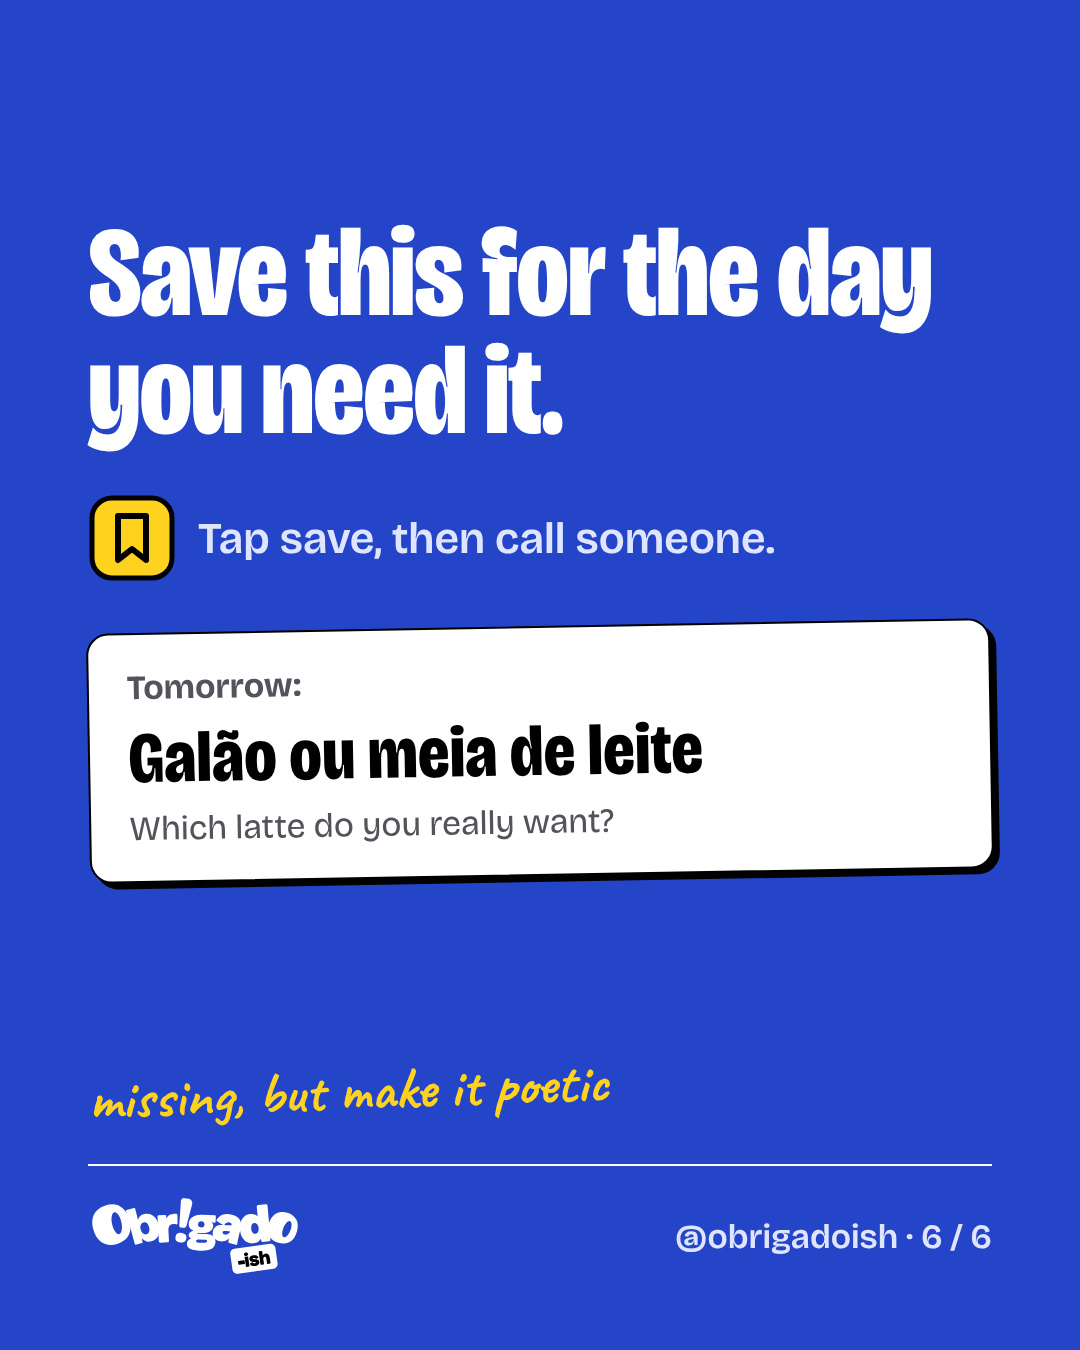 Save this for the day
you need it.
Tap save, then call someone.
Tomorrow:
Galão ou meia de leite
Which latte do you really want?
missing, but make it poetic
Obr!gado
-ish
@obrigadoish · 6 / 6